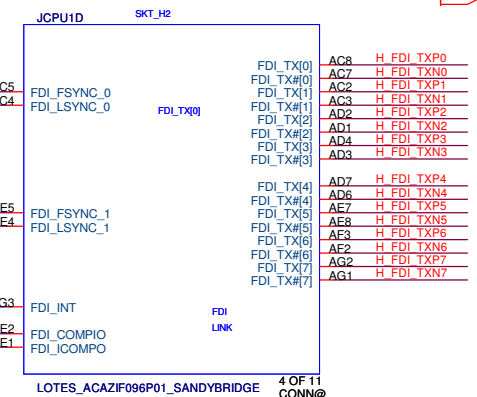 JCPU1D SKT_H2
FDI_TX[0] AC8 H_FDI_TXP0
FDI_TX#[0] AC7 H_FDI_TXN0
C5 FDI_FSYNC_0 FDI_TX[1] AC2 H_FDI_TXP1
C4 FDI_LSYNC_0 FDI_TX#[1] AC3 H_FDI_TXN1
FDI_TX[0]
FDI_TX[2] AD2 H_FDI_TXP2
FDI_TX#[2] AD1 H_FDI_TXN2
FDI_TX[3] AD4 H_FDI_TXP3
FDI_TX#[3] AD3 H_FDI_TXN3
FDI_TX[4] AD7 H_FDI_TXP4
FDI_TX#[4] AD6 H_FDI_TXN4
E5 FDI_FSYNC_1 FDI_TX[5] AE7 H_FDI_TXP5
E4 FDI_LSYNC_1 FDI_TX#[5] AE8 H_FDI_TXN5
FDI_TX[6] AF3 H_FDI_TXP6
FDI_TX#[6] AF2 H_FDI_TXN6
FDI_TX[7] AG2 H_FDI_TXP7
FDI_TX#[7] AG1 H_FDI_TXN7
G3 FDI_INT
FDI
LINK
E2 FDI_COMPIO
E1 FDI_ICOMPO
LOTES_ACAZIF096P01_SANDYBRIDGE 4 OF 11
CONN@